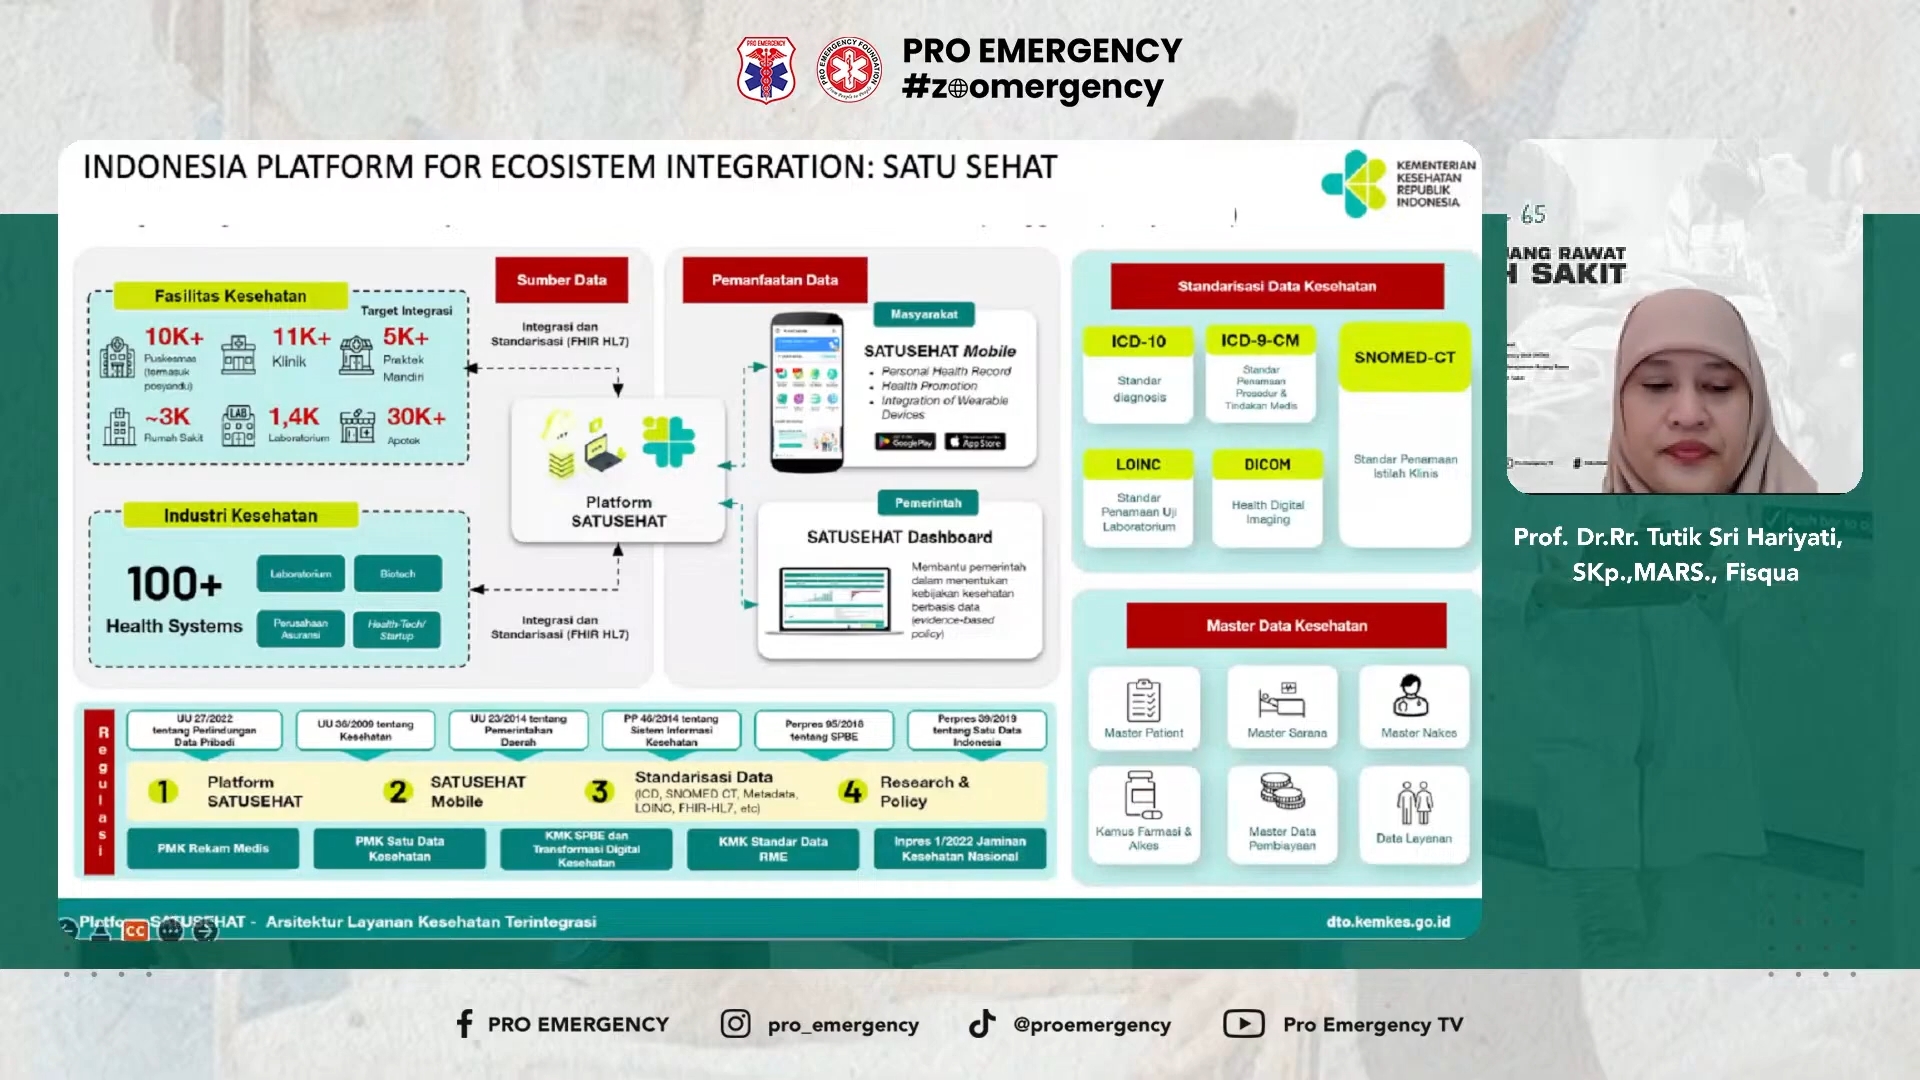 PRO EMERGENCY
#zoomergency
PRO EMERGENCY
PRO EMERGENCY FOUNDATION
INDONESIA PLATFORM FOR ECOSISTEM INTEGRATION: SATU SEHAT
KEMENTERIAN
KESEHATAN
REPUBLIK
INDONESIA
Fasilitas Kesehatan
Target Integrasi
10K+
Puskesmas
(termasuk
posyandu)
11K+
Klinik
5K+
Praktek
Mandiri
~3K
Rumah Sakit
LAB
1,4K
Laboratorium
30K+
Apotek
Industri Kesehatan
100+
Health Systems
Laboratorium
Biotech
Perusahaan
Asuransi
Health-Tech/
Startup
Sumber Data
Integrasi dan
Standarisasi (FHIR HL7)
Platform
SATUSEHAT
Integrasi dan
Standarisasi (FHIR HL7)
Pemanfaatan Data
Masyarakat
SATUSEHAT Mobile
• Personal Health Record
• Health Promotion
• Integration of Wearable
Devices
Google Play
App Store
Pemerintah
SATUSEHAT Dashboard
Membantu pemerintah
dalam menentukan
kebijakan kesehatan
berbasis data
(evidence-based
policy)
Standarisasi Data Kesehatan
ICD-10
Standar
diagnosis
ICD-9-CM
Standar
Penamaan
Prosedur &
Tindakan Medis
SNOMED-CT
Standar Penamaan
Istilah Klinis
LOINC
Standar
Penamaan Uji
Laboratorium
DICOM
Health Digital
Imaging
Master Data Kesehatan
Master Patient
Master Sarana
Master Nakes
Kamus Farmasi &
Alkes
Master Data
Pembiayaan
Data Layanan
Regulasi
UU 27/2022
tentang Perlindungan
Data Pribadi
UU 36/2009 tentang
Kesehatan
UU 23/2014 tentang
Pemerintahan
Daerah
PP 46/2014 tentang
Sistem Informasi
Kesehatan
Perpres 95/2018
tentang SPBE
Perpres 39/2019
tentang Satu Data
Indonesia
1 Platform
SATUSEHAT
2 SATUSEHAT
Mobile
3 Standarisasi Data
(ICD, SNOMED CT, Metadata,
LOINC, FHIR-HL7, etc)
4 Research &
Policy
PMK Rekam Medis
PMK Satu Data
Kesehatan
KMK SPBE dan
Transformasi Digital
Kesehatan
KMK Standar Data
RME
Inpres 1/2022 Jaminan
Kesehatan Nasional
SATUSEHAT - Arsitektur Layanan Kesehatan Terintegrasi
CC
dto.kemkes.go.id
65
ANG RAWAT
SAKIT
Prof. Dr.Rr. Tutik Sri Hariyati,
SKp.,MARS., Fisqua
PRO EMERGENCY
pro_emergency
@proemergency
Pro Emergency TV